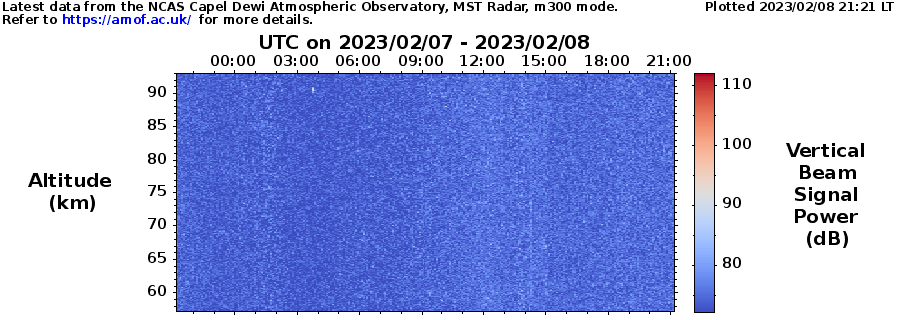 Latest data from the NCAS Capel Dewi Atmospheric Observatory, MST Radar, m300 mode. Plotted 2023/02/08 21:21 LT
Refer to https://amof.ac.uk/ for more details.
UTC on 2023/02/07 - 2023/02/08
00:00 03:00 06:00 09:00 12:00 15:00 18:00 21:00
90
85
80
75
70
65
60
Altitude
(km)
110
100
90
80
Vertical
Beam
Signal
Power
(dB)